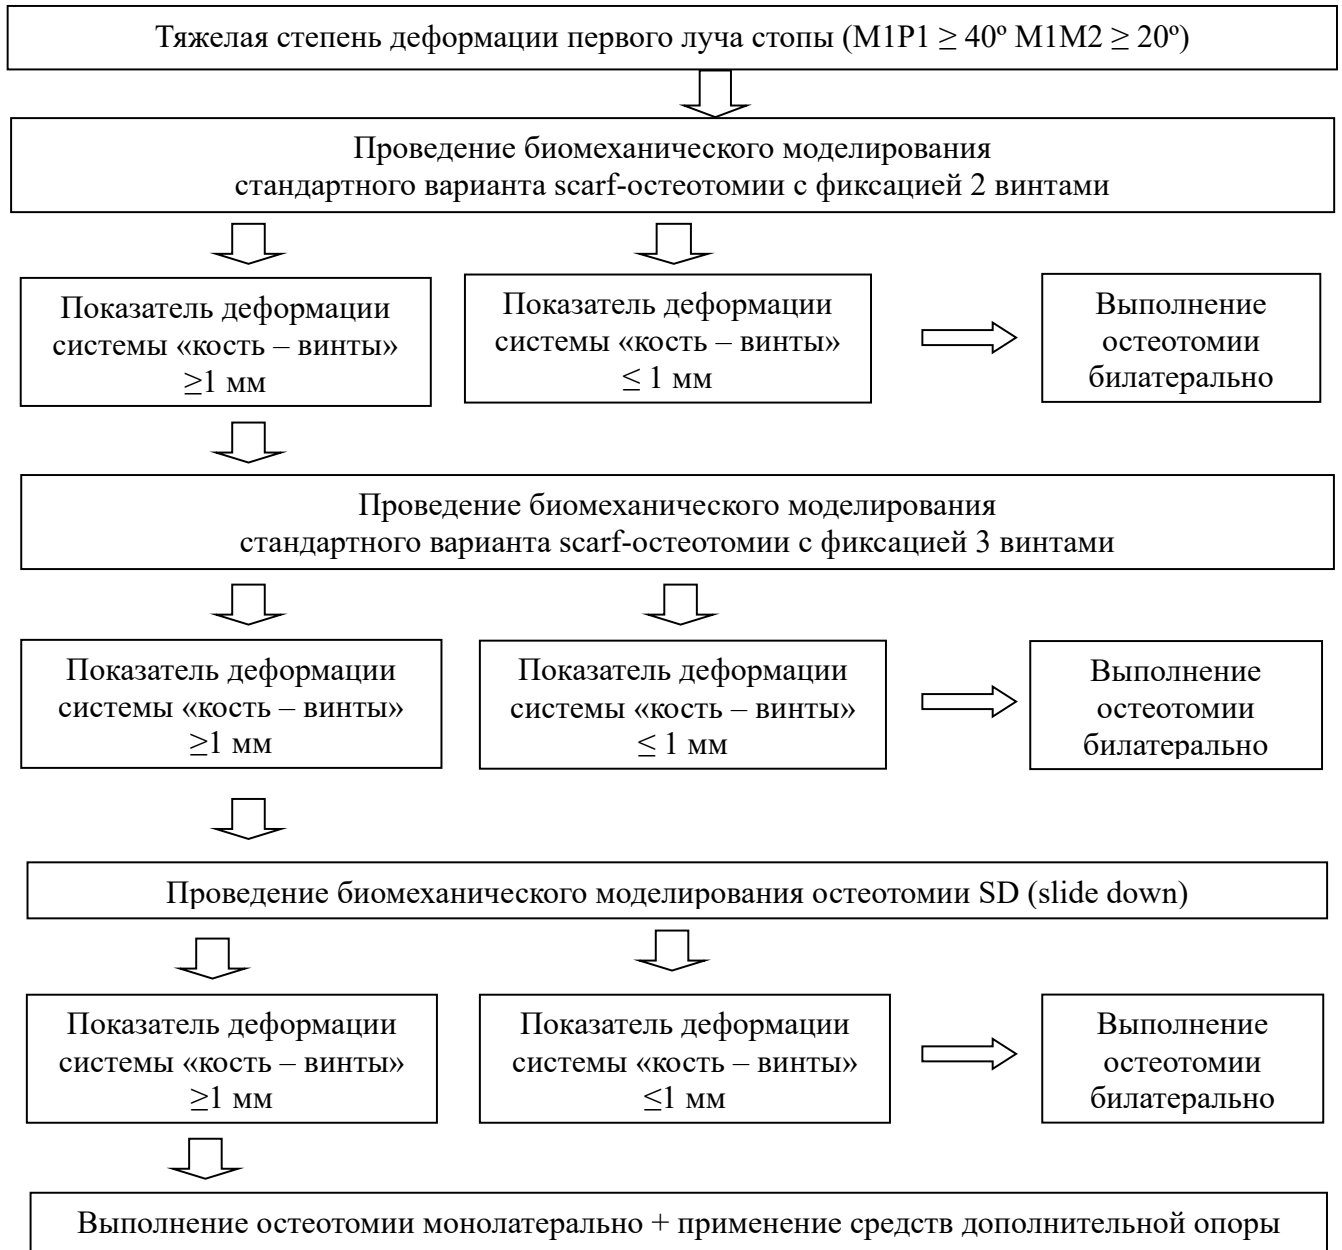 Тяжелая степень деформации первого луча стопы (M1P1 ≥ 40º M1M2 ≥ 20º)
Проведение биомеханического моделирования
стандартного варианта scarf-остеотомии с фиксацией 2 винтами
Показатель деформации
системы «кость – винты»
≥1 мм
Показатель деформации
системы «кость – винты»
≤ 1 мм
Выполнение
остеотомии
билатерально
Проведение биомеханического моделирования
стандартного варианта scarf-остеотомии с фиксацией 3 винтами
Показатель деформации
системы «кость – винты»
≥1 мм
Показатель деформации
системы «кость – винты»
≤ 1 мм
Выполнение
остеотомии
билатерально
Проведение биомеханического моделирования остеотомии SD (slide down)
Показатель деформации
системы «кость – винты»
≥1 мм
Показатель деформации
системы «кость – винты»
≤1 мм
Выполнение
остеотомии
билатерально
Выполнение остеотомии монолатерально + применение средств дополнительной опоры